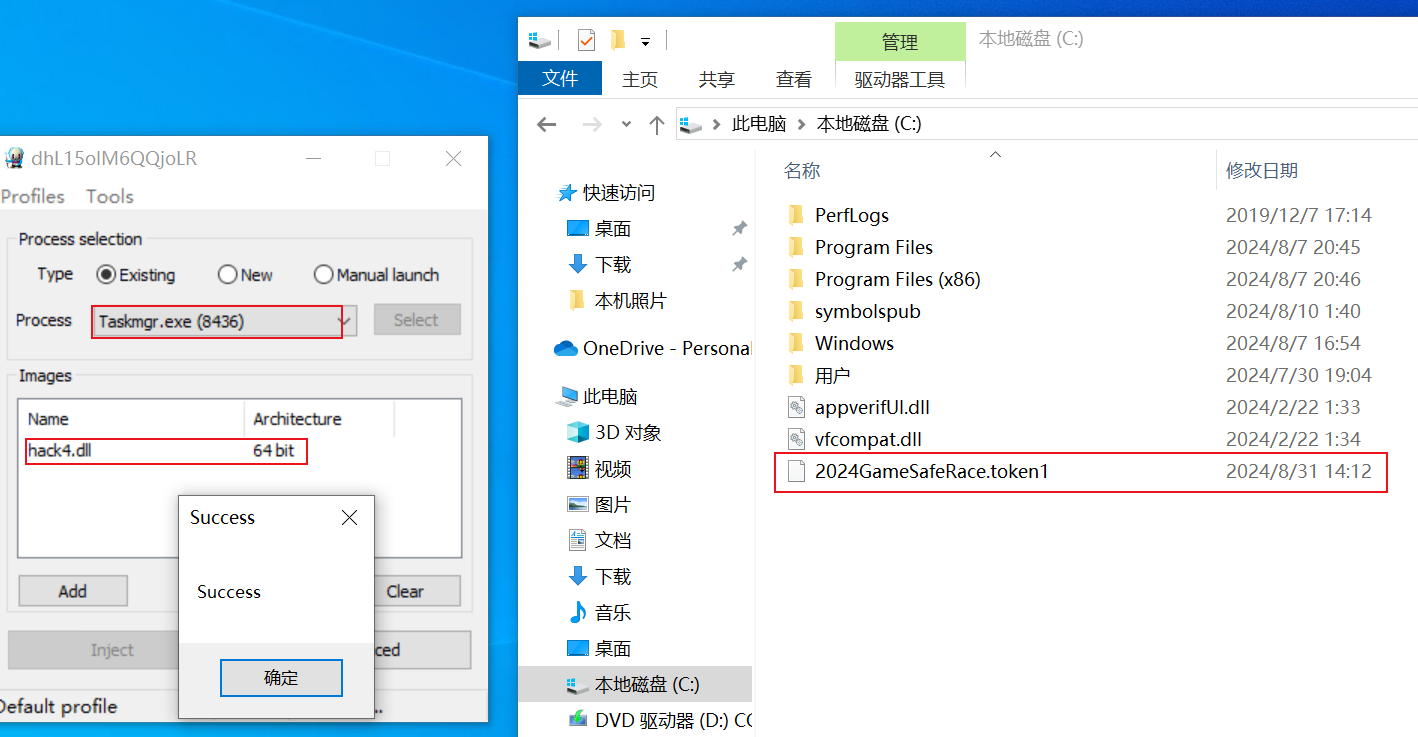 dhL15oIM6QQjoLR
Profiles Tools
Process selection
Type Existing New Manual launch
Process Taskmgr.exe (8436) Select
Images
Name Architecture
hack4.dll 64 bit
Add Clear
Inject ced
Default profile ..
Success
Success
确定
管理 本地磁盘 (C:)
文件 主页 共享 查看 驱动器工具
此电脑 本地磁盘 (C:)
快速访问
桌面
下载
本机照片
OneDrive - Personal
此电脑
3D 对象
视频
图片
文档
下载
音乐
桌面
本地磁盘 (C:)
DVD 驱动器 (D:) CC
名称 修改日期
PerfLogs 2019/12/7 17:14
Program Files 2024/8/7 20:45
Program Files (x86) 2024/8/7 20:46
symbolspub 2024/8/10 1:40
Windows 2024/8/7 16:54
用户 2024/7/30 19:04
appverifUI.dll 2024/2/22 1:33
vfcompat.dll 2024/2/22 1:34
2024GameSafeRace.token1 2024/8/31 14:12